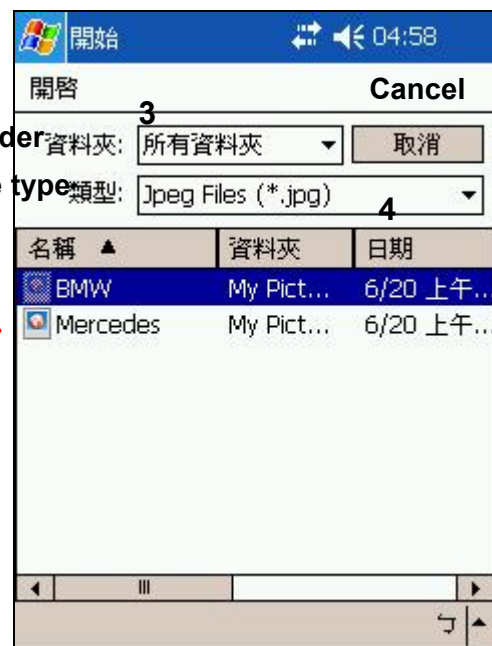 開始 04:58
開啓 Cancel
3
der 資料夾: 所有資料夾 取消
e type 類型: Jpeg Files (*.jpg)
4
名稱 ▲ 資料夾 日期
BMW My Pict... 6/20 上午...
Mercedes My Pict... 6/20 上午...
ㄅ